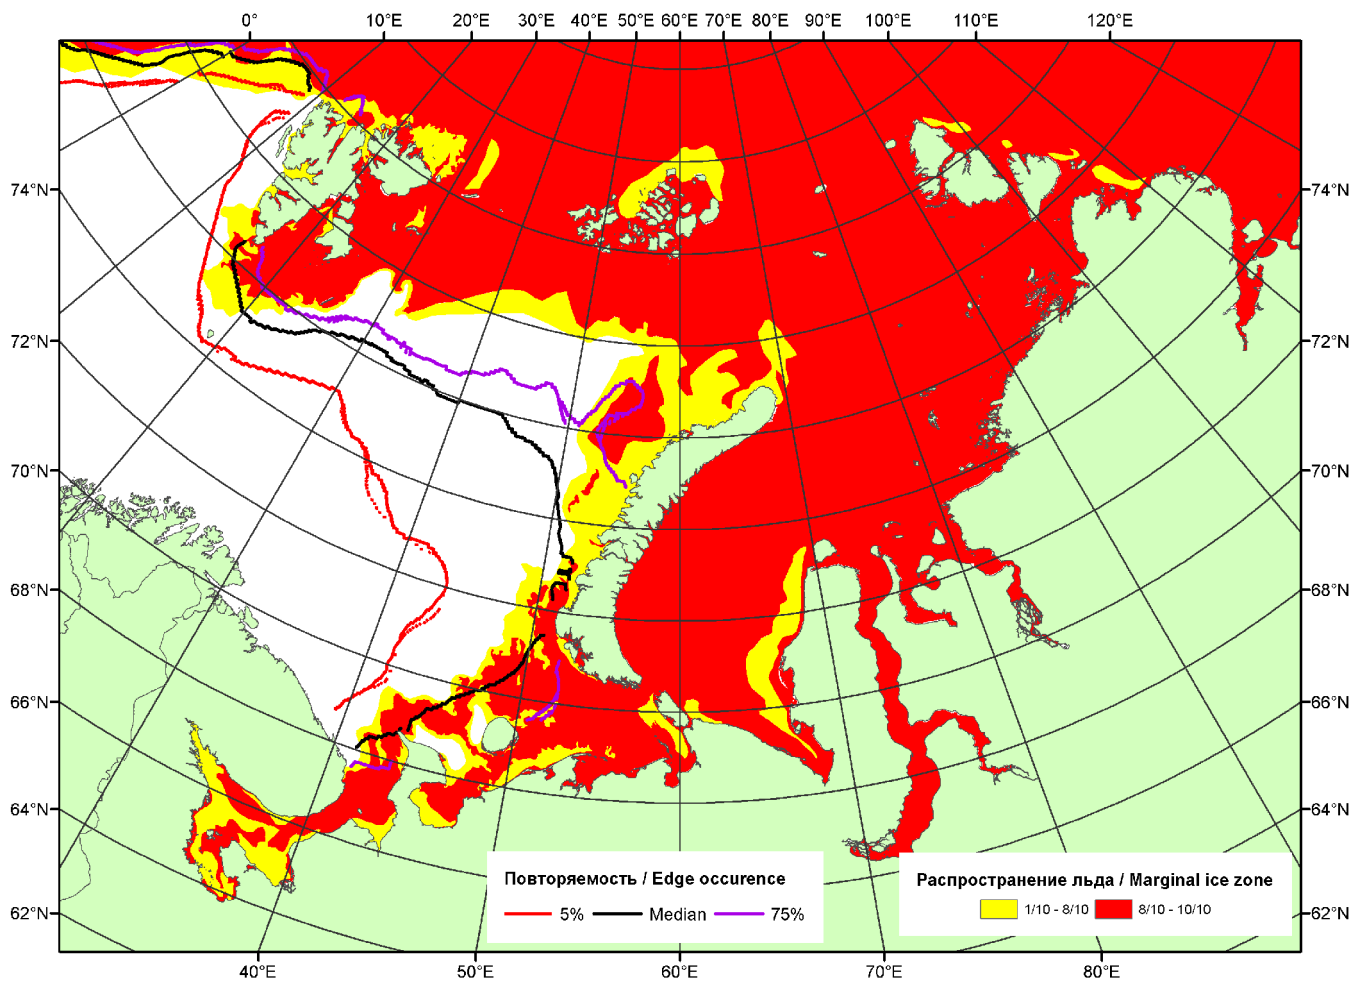 0° 10°E 20°E 30°E 40°E 50°E 60°E 70°E 80°E 90°E 100°E 110°E 120°E
74°N 74°N
72°N 72°N
70°N 70°N
68°N 68°N
66°N 66°N
64°N 64°N
62°N 62°N
Повторяемость / Edge occurence
5% Median 75%
Распространение льда / Marginal ice zone
1/10 - 8/10 8/10 - 10/10
40°E 50°E 60°E 70°E 80°E